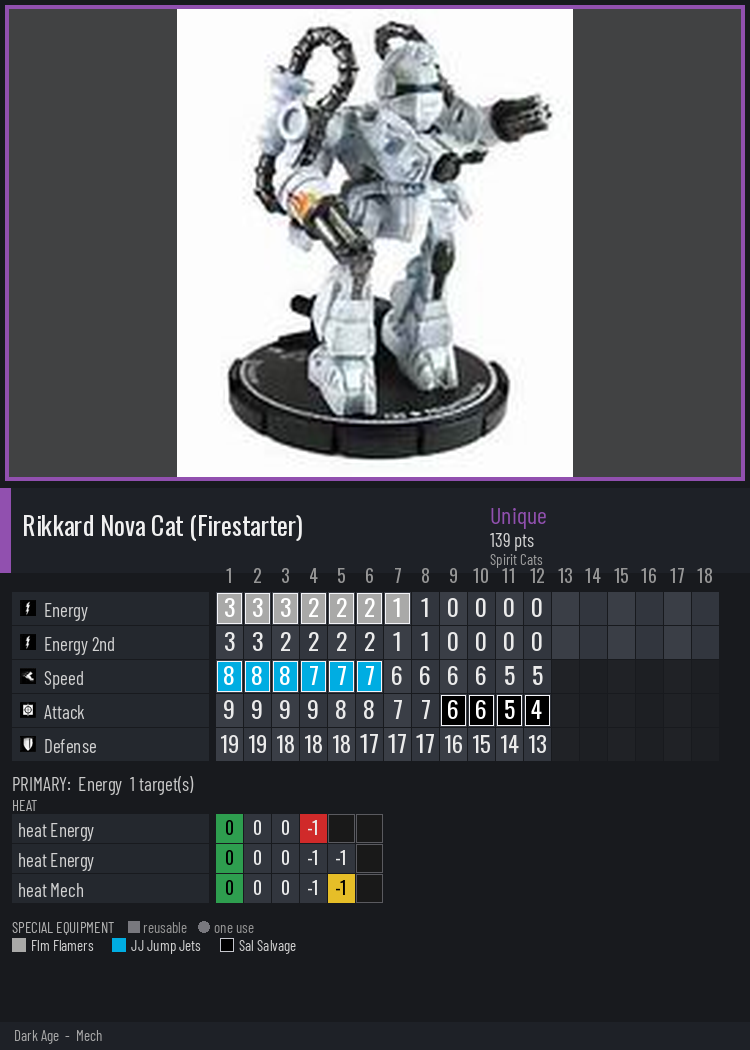 Rikkard Nova Cat (Firestarter)
Unique
139 pts
Spirit Cats
1 2 3 4 5 6 7 8 9 10 11 12 13 14 15 16 17 18
Energy 3 3 3 2 2 2 1 1 0 0 0 0
Energy 2nd 3 3 2 2 2 2 1 1 0 0 0 0
Speed 8 8 8 7 7 7 6 6 6 6 5 5
Attack 9 9 9 9 8 8 7 7 6 6 5 4
Defense 19 19 18 18 18 17 17 17 16 15 14 13
PRIMARY: Energy 1 target(s)
HEAT
heat Energy 0 0 0 -1
heat Energy 0 0 0 -1 -1
heat Mech 0 0 0 -1 -1
SPECIAL EQUIPMENT reusable one use
Flm Flamers JJ Jump Jets Sal Salvage
Dark Age - Mech